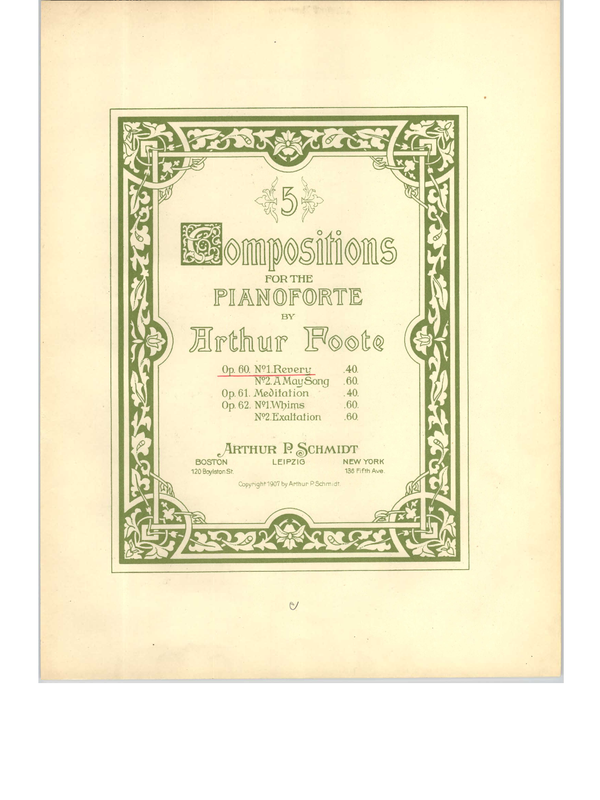 5
Compositions
FOR THE
PIANOFORTE
BY
Arthur Foote
Op. 60. Nº1. Revery .40.
Nº2. A May Song .60.
Op. 61. Meditation .40.
Op. 62. Nº1. Whims .60.
Nº2. Exaltation .60.
ARTHUR P. SCHMIDT
BOSTON LEIPZIG NEW YORK
120 Boylston St. 136 Fifth Ave.
Copyright 1907 by Arthur P. Schmidt